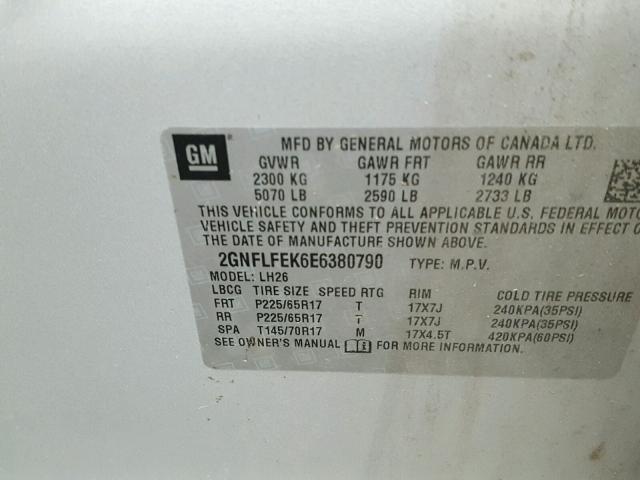 GM ® MFD BY GENERAL MOTORS OF CANADA LTD.
GVWR GAWR FRT GAWR RR
2300 KG 1175 KG 1240 KG
5070 LB 2590 LB 2733 LB
THIS VEHICLE CONFORMS TO ALL APPLICABLE U.S. FEDERAL MOTO
VEHICLE SAFETY AND THEFT PREVENTION STANDARDS IN EFFECT O
THE DATE OF MANUFACTURE SHOWN ABOVE.
2GNFLFEK6E6380790 TYPE: M.P.V.
MODEL: LH26
LBCG TIRE SIZE SPEED RTG RIM COLD TIRE PRESSURE
FRT P225/65R17 T 17X7J 240KPA(35PSI)
RR P225/65R17 T 17X7J 240KPA(35PSI)
SPA T145/70R17 M 17X4.5T 420KPA(60PSI)
SEE OWNER'S MANUAL FOR MORE INFORMATION.